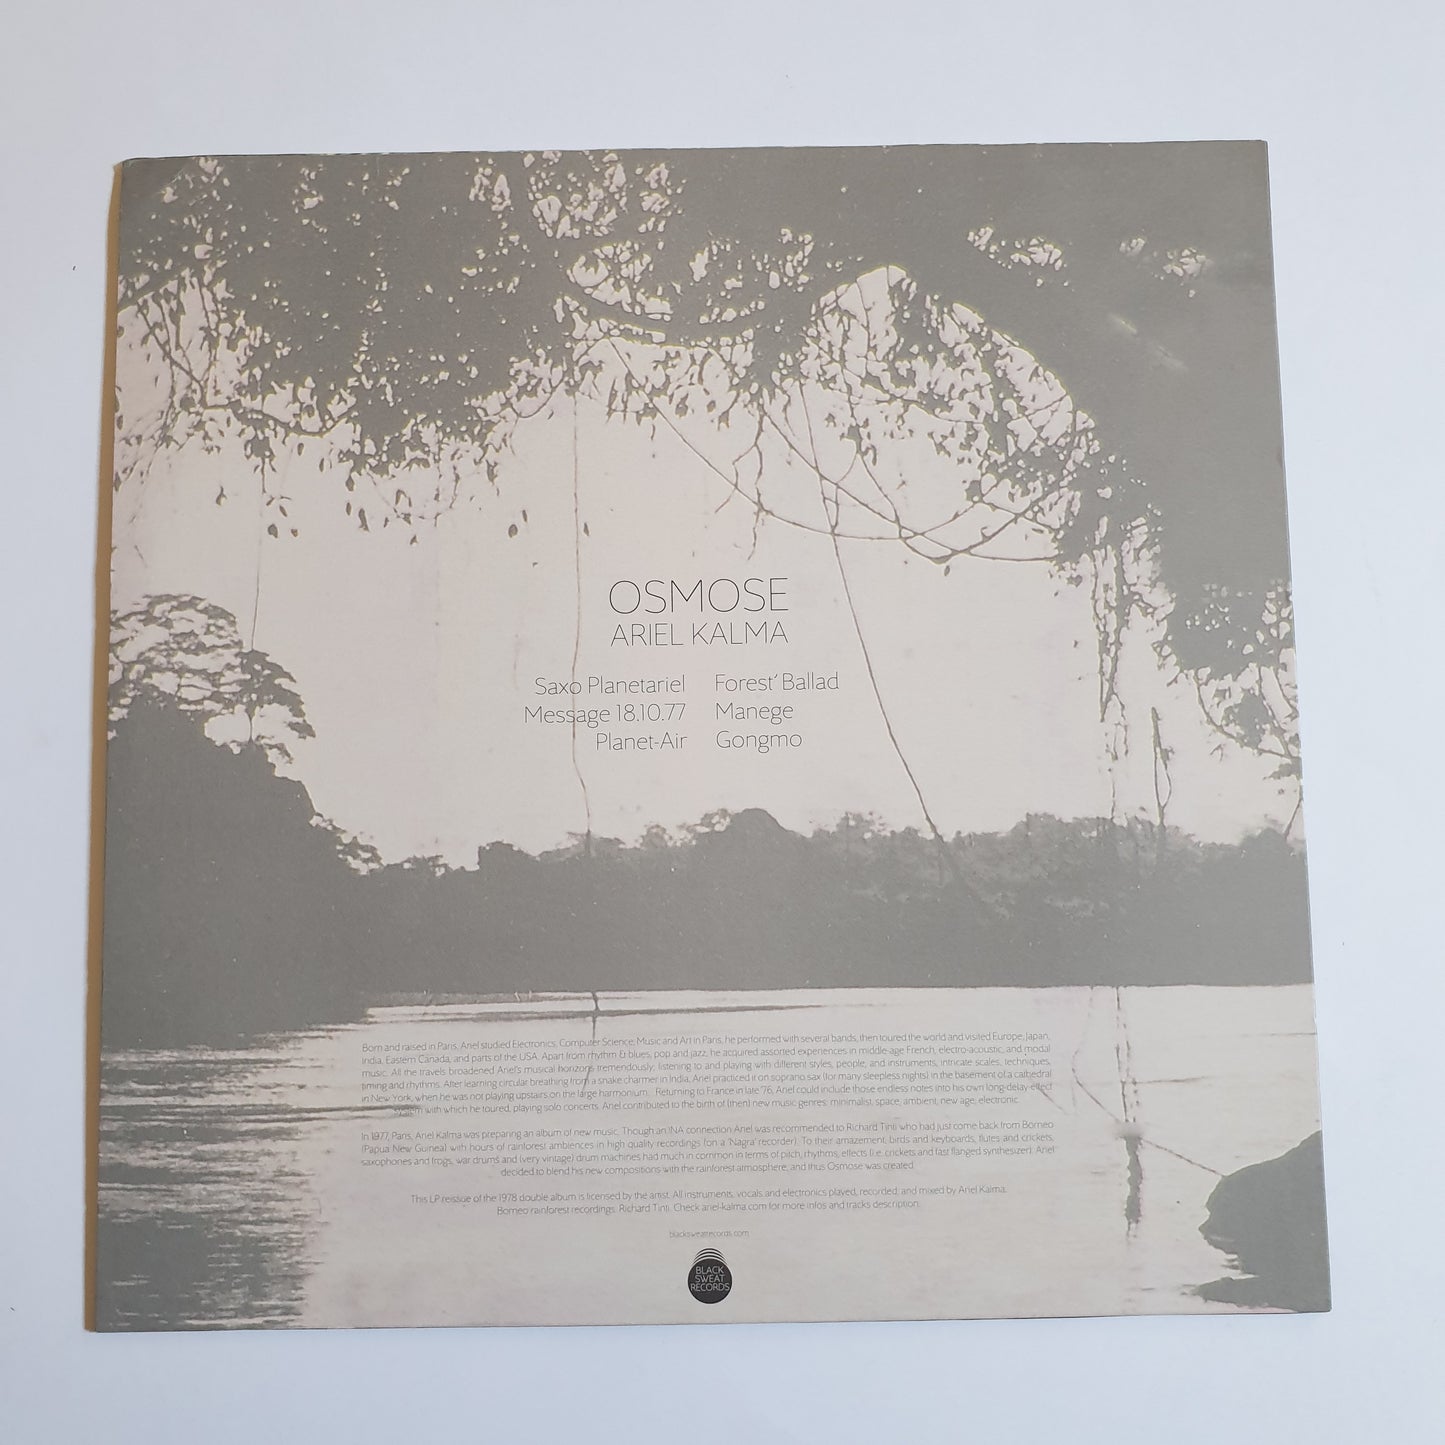 OSMOSE
ARIEL KALMA
Saxo Planetariel
Message 18.10.77
Planet-Air
Forest' Ballad
Manege
Gongmo
Born and raised in Paris, Ariel studied Electronics, Computer Science, Music and Art in Paris, he performed with several bands, then toured the world and visited Europe, Japan,
India, Eastern Canada, and parts of the USA. Apart from rhythm & blues, pop and jazz, he acquired assorted experiences in middle-age French, electro-acoustic, and modal
music. All the travels broadened Ariel's musical horizons tremendously: listening to and playing with different styles, people, and instruments, intricate scales, techniques,
timing and rhythms. After learning circular breathing from a snake charmer in India, Ariel practiced it on soprano sax (for many sleepless nights) in the basement of a cathedral
in New York, when he was not playing upstairs on the large harmonium. Returning to France in late '76, Ariel could include those endless notes into his own long-delay-effect
system with which he toured, playing solo concerts. Ariel contributed to the birth of (then) new music genres: minimalist, space, ambient, new age, electronic.
In 1977, Paris, Ariel Kalma was preparing an album of new music. Though an INA connection Ariel was recommended to Richard Tinti who had just come back from Borneo
(Papua New Guinea) with hours of rainforest ambiences in high quality recordings (on a 'Nagra' recorder). To their amazement, birds and keyboards, flutes and crickets,
saxophones and frogs, war drums and (very vintage) drum machines had much in common in terms of pitch, rhythms, effects (i.e. crickets and fast flanged synthesizer). Ariel
decided to blend his new compositions with the rainforest atmosphere, and thus Osmose was created.
This LP reissue of the 1978 double album is licensed by the artist. All instruments, vocals and electronics played, recorded, and mixed by Ariel Kalma.
Borneo rainforest recordings: Richard Tinti. Check ariel-kalma.com for more infos and tracks description.
blacksweatrecords.com
BLACK
SWEAT
RECORDS